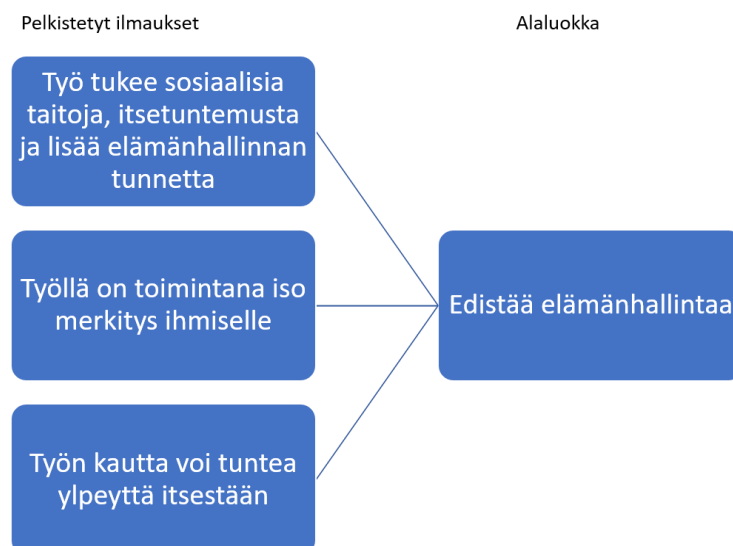 Pelkistetyt ilmaukset
Alaluokka
Työ tukee sosiaalisia
taitoja, itsetuntemusta
ja lisää elämänhallinnan
tunnetta
Työllä on toimintana iso
merkitys ihmiselle
Edistää elämänhallintaa
Työn kautta voi tuntea
ylpeyttä itsestään